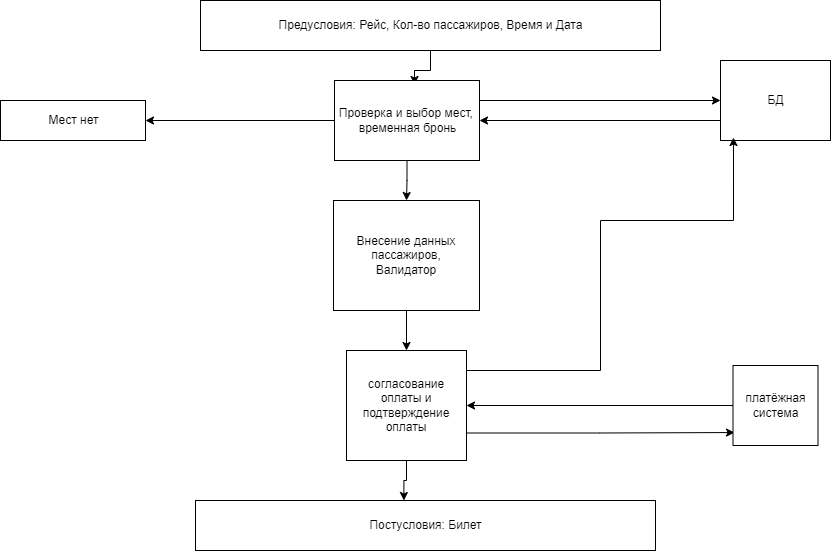 Предусловия: Рейс, Кол-во пассажиров, Время и Дата
БД
Мест нет
Проверка и выбор мест,
временная бронь
Внесение данных
пассажиров,
Валидатор
согласование
оплаты и
подтверждение
оплаты
платёжная
система
Постусловия: Билет